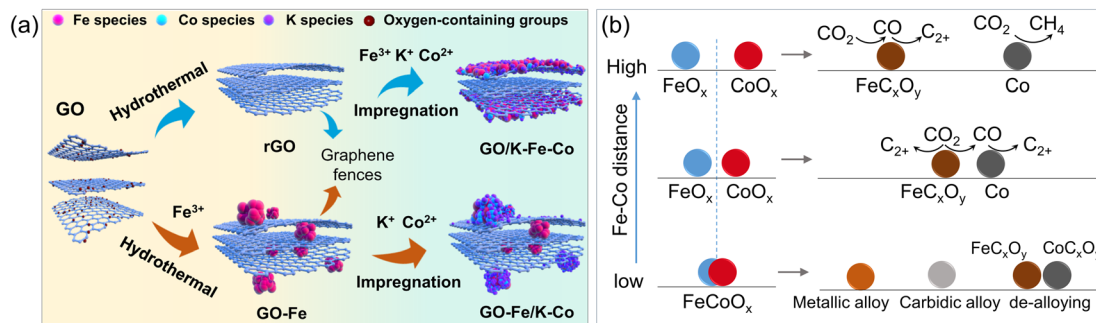 (a)
Fe species Co species K species Oxygen-containing groups
GO
Hydrothermal
Fe³⁺ K⁺ Co²⁺
Impregnation
rGO
GO/K-Fe-Co
Graphene
fences
Fe³⁺
Hydrothermal
K⁺ Co²⁺
Impregnation
GO-Fe
GO-Fe/K-Co
(b)
Fe-Co distance
High
FeOₓ CoOₓ
CO₂ CO C₂₊
FeCₓOᵧ
CO₂ CH₄
Co
FeOₓ CoOₓ
C₂₊ CO₂ CO C₂₊
FeCₓOᵧ Co
low
FeCoOₓ
FeCₓOᵧ CoCₓOᵧ
Metallic alloy Carbidic alloy de-alloying